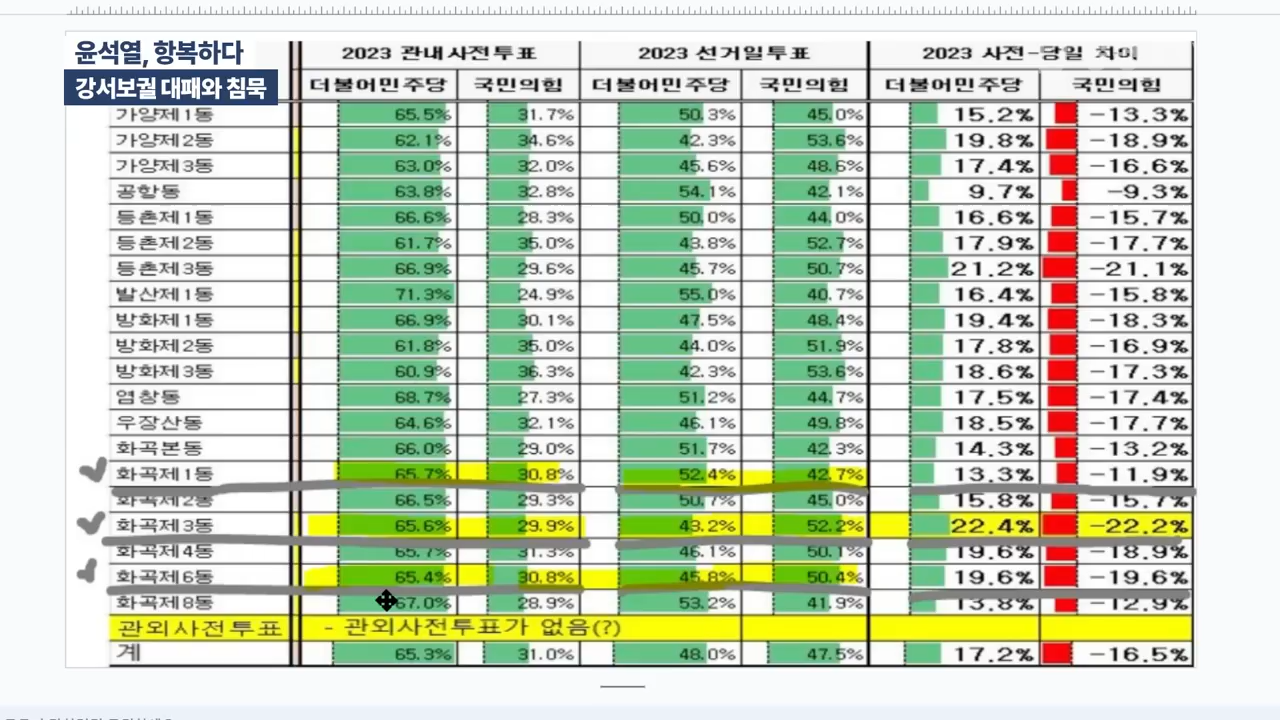 윤석열, 항복하다
강서보궐 대패와 침묵
2023 관내사전투표 2023 선거일투표 2023 사전-당일 차이
더불어민주당 국민의힘 더불어민주당 국민의힘 더불어민주당 국민의힘
가양제1동 65.5% 31.7% 50.3% 45.0% 15.2% -13.3%
가양제2동 62.1% 34.6% 42.3% 53.6% 19.8% -18.9%
가양제3동 63.0% 32.0% 45.6% 48.6% 17.4% -16.6%
공항동 63.8% 32.8% 54.1% 42.1% 9.7% -9.3%
등촌제1동 66.6% 28.3% 50.0% 44.0% 16.6% -15.7%
등촌제2동 61.7% 35.0% 43.8% 52.7% 17.9% -17.7%
등촌제3동 66.9% 29.6% 45.7% 50.7% 21.2% -21.1%
발산제1동 71.3% 24.9% 55.0% 40.7% 16.4% -15.8%
방화제1동 66.9% 30.1% 47.5% 48.4% 19.4% -18.3%
방화제2동 61.8% 35.0% 44.0% 51.9% 17.8% -16.9%
방화제3동 60.9% 36.3% 42.3% 53.6% 18.6% -17.3%
염창동 68.7% 27.3% 51.2% 44.7% 17.5% -17.4%
우장산동 64.6% 32.1% 46.1% 49.8% 18.5% -17.7%
화곡본동 66.0% 29.0% 51.7% 42.3% 14.3% -13.2%
화곡제1동 65.7% 30.8% 52.4% 42.7% 13.3% -11.9%
화곡제2동 66.5% 29.3% 50.7% 45.0% 15.8% -15.7%
화곡제3동 65.6% 29.9% 43.2% 52.2% 22.4% -22.2%
화곡제4동 65.7% 31.3% 46.1% 50.1% 19.6% -18.9%
화곡제6동 65.4% 30.8% 45.8% 50.4% 19.6% -19.6%
화곡제8동 67.0% 28.9% 53.2% 41.9% 13.8% -12.9%
관외사전투표 - 관외사전투표가 없음(?)
계 65.3% 31.0% 48.0% 47.5% 17.2% -16.5%